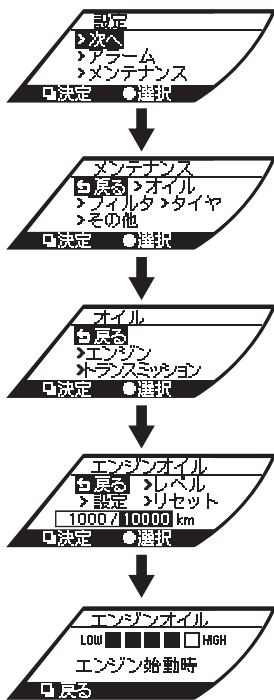 設定
>次へ
>アラーム
>メンテナンス
決定 選択
メンテナンス
戻る >オイル
>フィルタ >タイヤ
>その他
決定 選択
オイル
戻る
>エンジン
>トランスミッション
決定 選択
エンジンオイル
戻る >レベル
>設定 >リセット
1000/10000 km
決定 選択
エンジンオイル
LOW HIGH
エンジン始動時
戻る